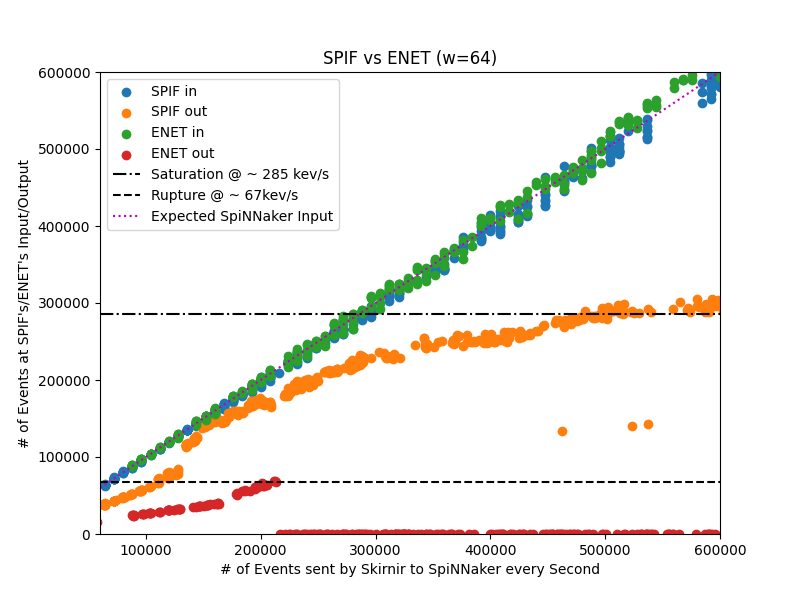 SPIF vs ENET (w=64)
600000
500000
400000
300000
200000
100000
0
# of Events at SPIF's/ENET's Input/Output
SPIF in
SPIF out
ENET in
ENET out
Saturation @ ~ 285 kev/s
Rupture @ ~ 67kev/s
Expected SpiNNaker Input
100000 200000 300000 400000 500000 600000
# of Events sent by Skirnir to SpiNNaker every Second